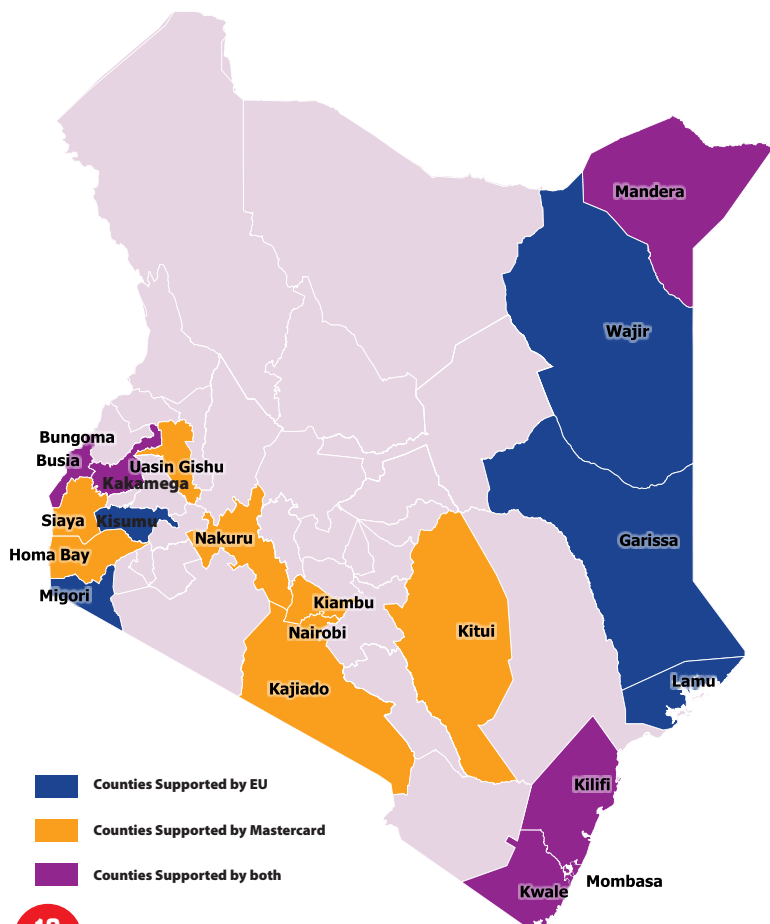 Mandera
Wajir
Bungoma
Busia
Uasin Gishu
Kakamega
Siaya
Kisumu
Nakuru
Garissa
Homa Bay
Migori
Kiambu
Nairobi
Kitui
Kajiado
Lamu
Kilifi
Mombasa
Kwale
Counties Supported by EU
Counties Supported by Mastercard
Counties Supported by both